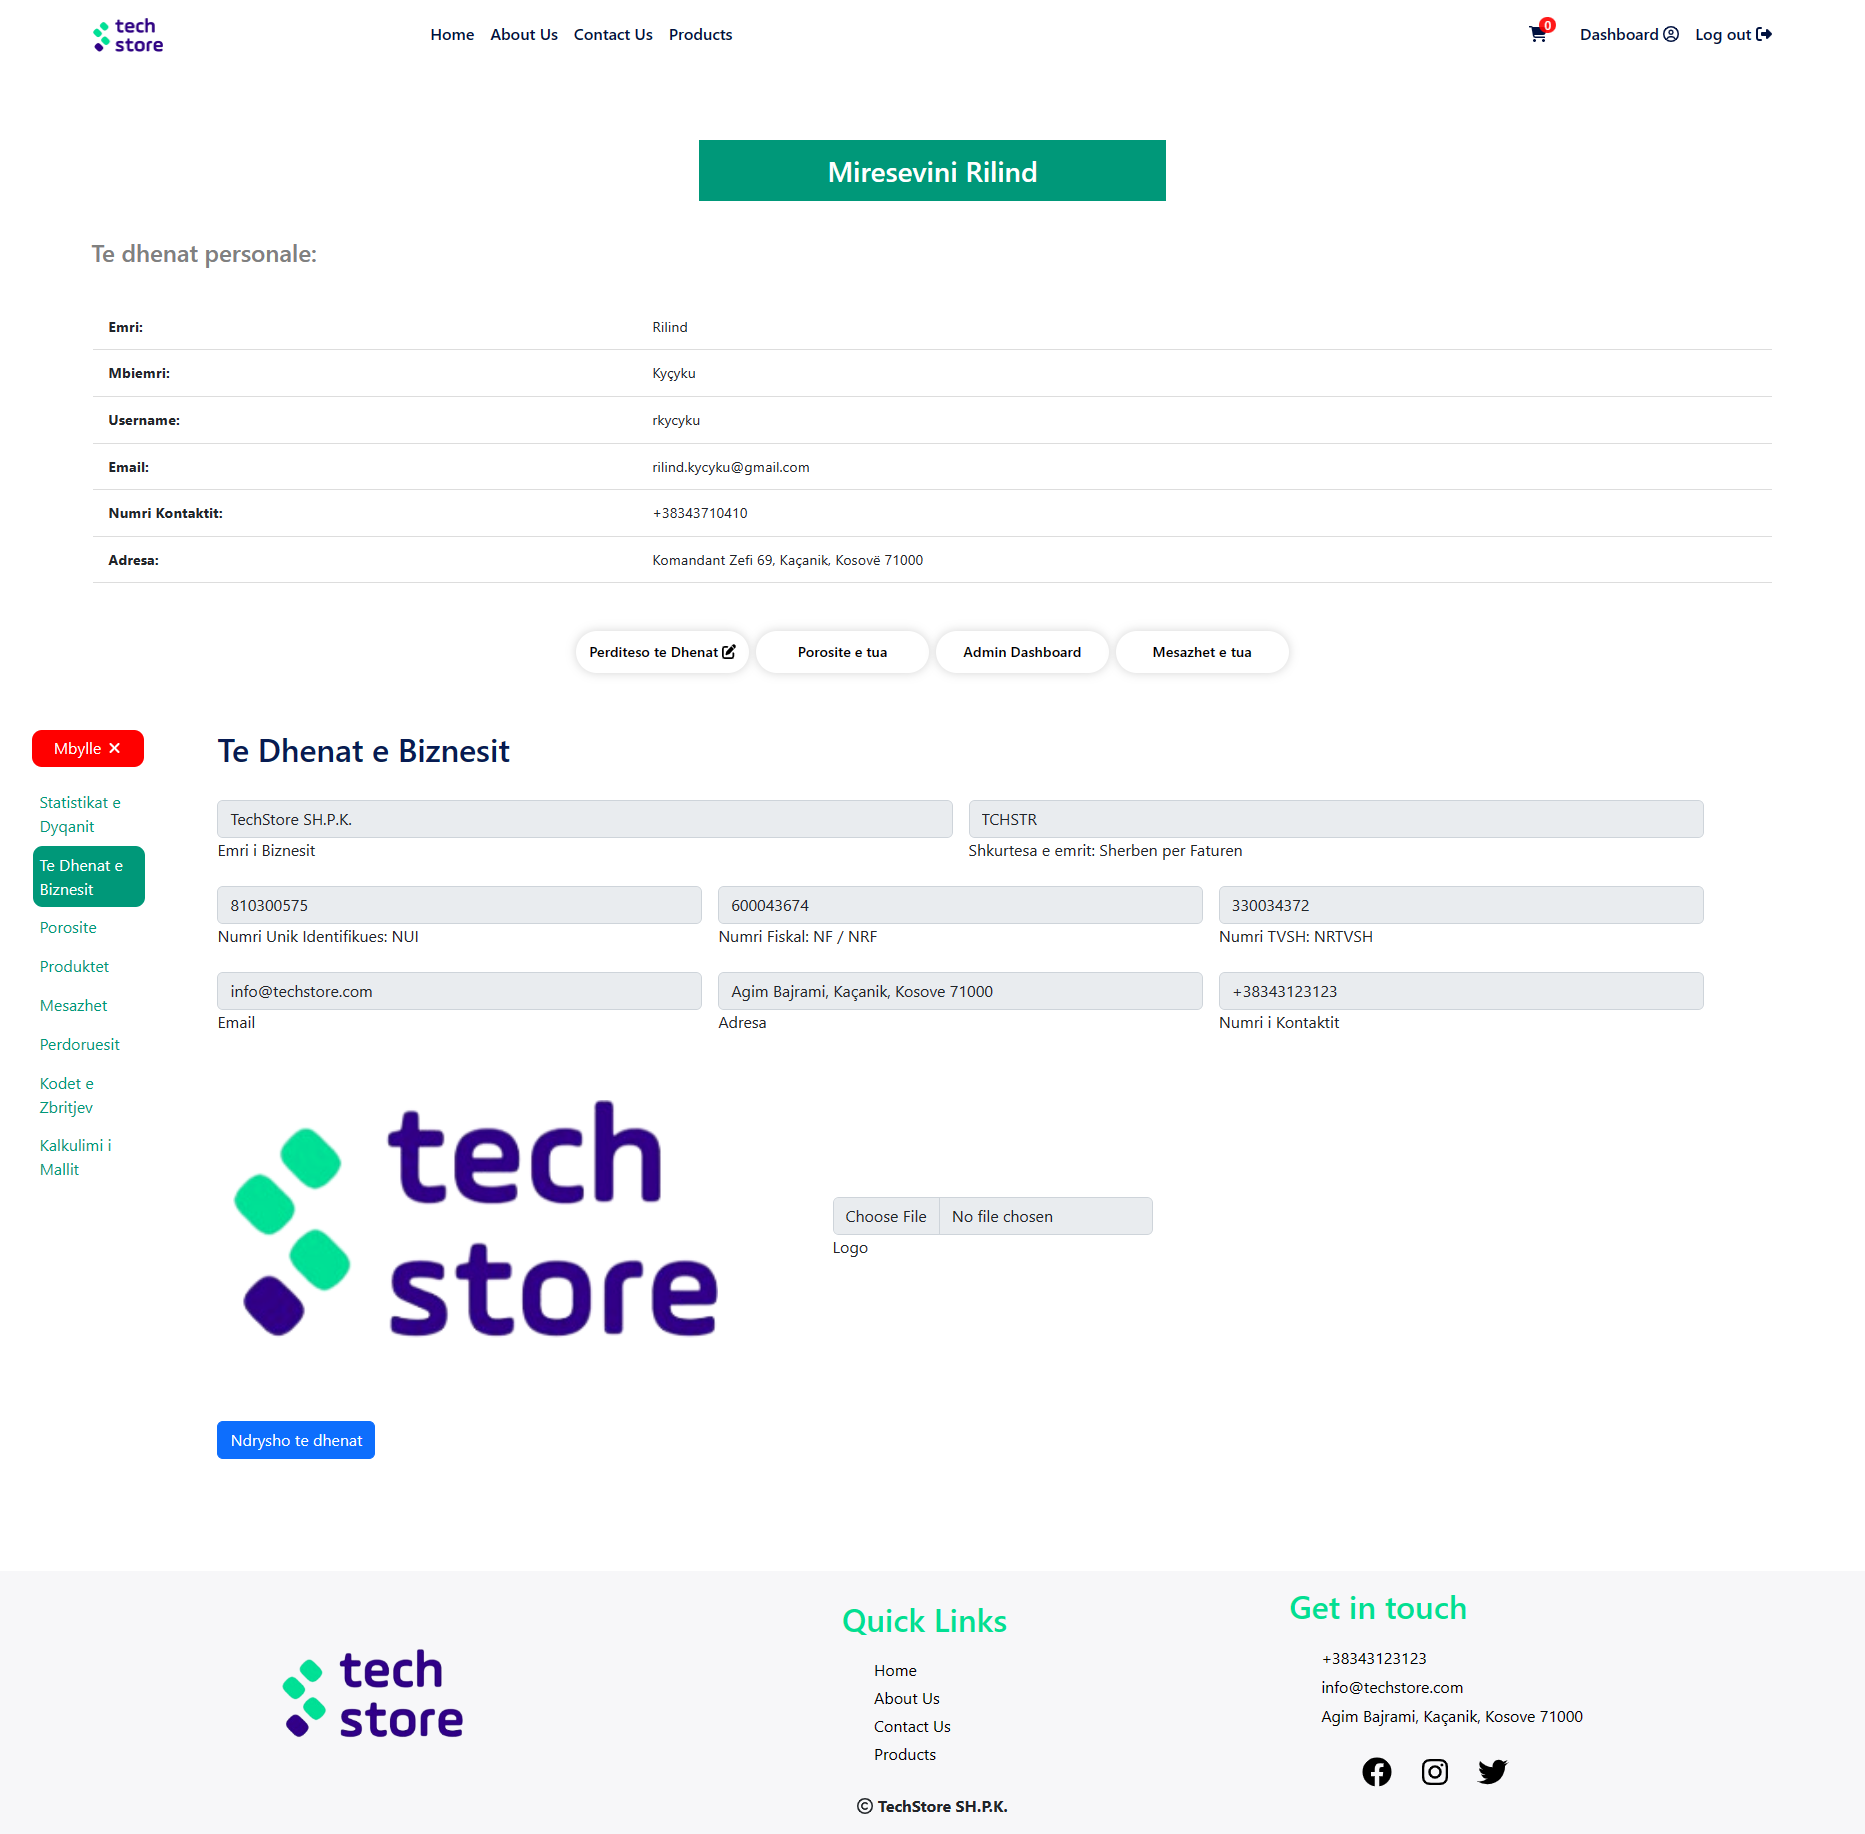 tech
store
Home About Us Contact Us Products
0
Dashboard Log out
Miresevini Rilind
Te dhenat personale:
Emri: Rilind
Mbiemri: Kyçyku
Username: rkycyku
Email: rilind.kycyku@gmail.com
Numri Kontaktit: +38343710410
Adresa: Komandant Zefi 69, Kaçanik, Kosovë 71000
Perditeso te Dhenat Porosite e tua Admin Dashboard Mesazhet e tua
Mbylle
Statistikat e
Dyqanit
Te Dhenat e
Biznesit
Porosite
Produktet
Mesazhet
Perdoruesit
Kodet e
Zbritjev
Kalkulimi i
Mallit
Te Dhenat e Biznesit
TechStore SH.P.K. TCHSTR
Emri i Biznesit Shkurtesa e emrit: Sherben per Faturen
810300575 600043674 330034372
Numri Unik Identifikues: NUI Numri Fiskal: NF / NRF Numri TVSH: NRTVSH
info@techstore.com Agim Bajrami, Kaçanik, Kosove 71000 +38343123123
Email Adresa Numri i Kontaktit
tech
store
Choose File No file chosen
Logo
Ndrysho te dhenat
tech
store
Quick Links
Home
About Us
Contact Us
Products
© TechStore SH.P.K.
Get in touch
+38343123123
info@techstore.com
Agim Bajrami, Kaçanik, Kosove 71000